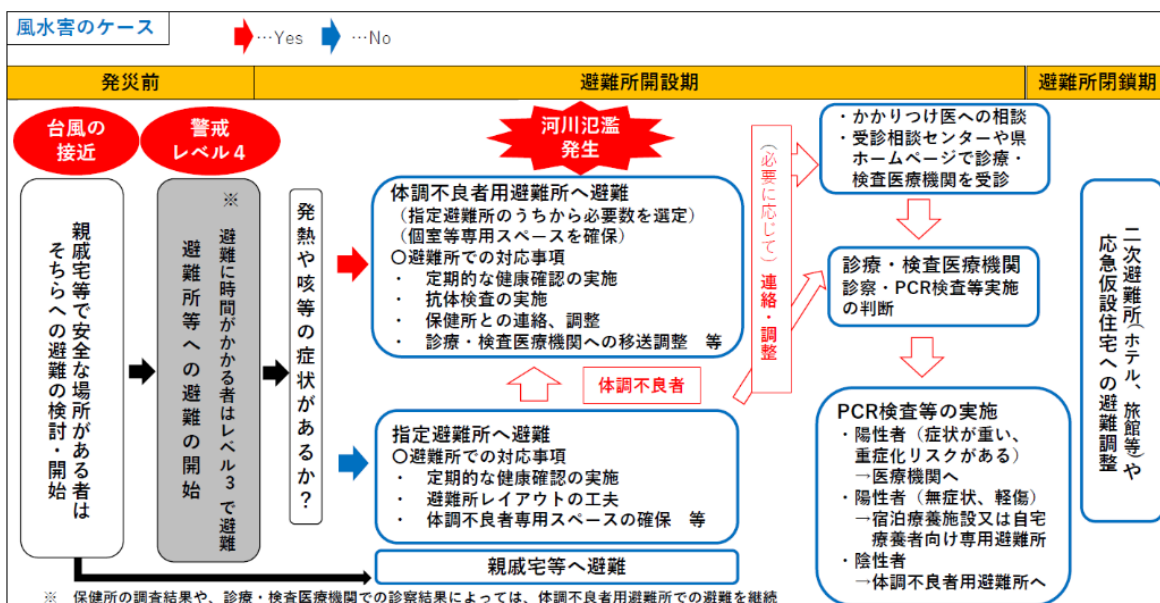 風水害のケース
…Yes
…No
発災前
避難所開設期
避難所閉鎖期
台風の
接近
警戒
レベル4
河川氾濫
発生
親戚宅等で安全な場所がある者は
そちらへの避難の検討・開始
※ 避難に時間がかかる者はレベル3で避難
避難所等への避難の開始
発熱や咳等の症状があるか？
体調不良者用避難所へ避難
（指定避難所のうちから必要数を選定）
（個室等専用スペースを確保）
〇避難所での対応事項
・ 定期的な健康確認の実施
・ 抗体検査の実施
・ 保健所との連絡、調整
・ 診療・検査医療機関への移送調整 等
体調不良者
指定避難所へ避難
〇避難所での対応事項
・ 定期的な健康確認の実施
・ 避難所レイアウトの工夫
・ 体調不良者専用スペースの確保 等
親戚宅等へ避難
（必要に応じて）連絡・調整
・かかりつけ医への相談
・受診相談センターや県
ホームページで診療・
検査医療機関を受診
診療・検査医療機関
診察・PCR検査等実施
の判断
PCR検査等の実施
・陽性者（症状が重い、
重症化リスクがある）
→医療機関へ
・陽性者（無症状、軽傷）
→宿泊療養施設又は自宅
療養者向け専用避難所
・陰性者
→体調不良者用避難所へ
二次避難所（ホテル、旅館等）や
応急仮設住宅への避難調整
※ 保健所の調査結果や、診療・検査医療機関での診察結果によっては、体調不良者用避難所での避難を継続